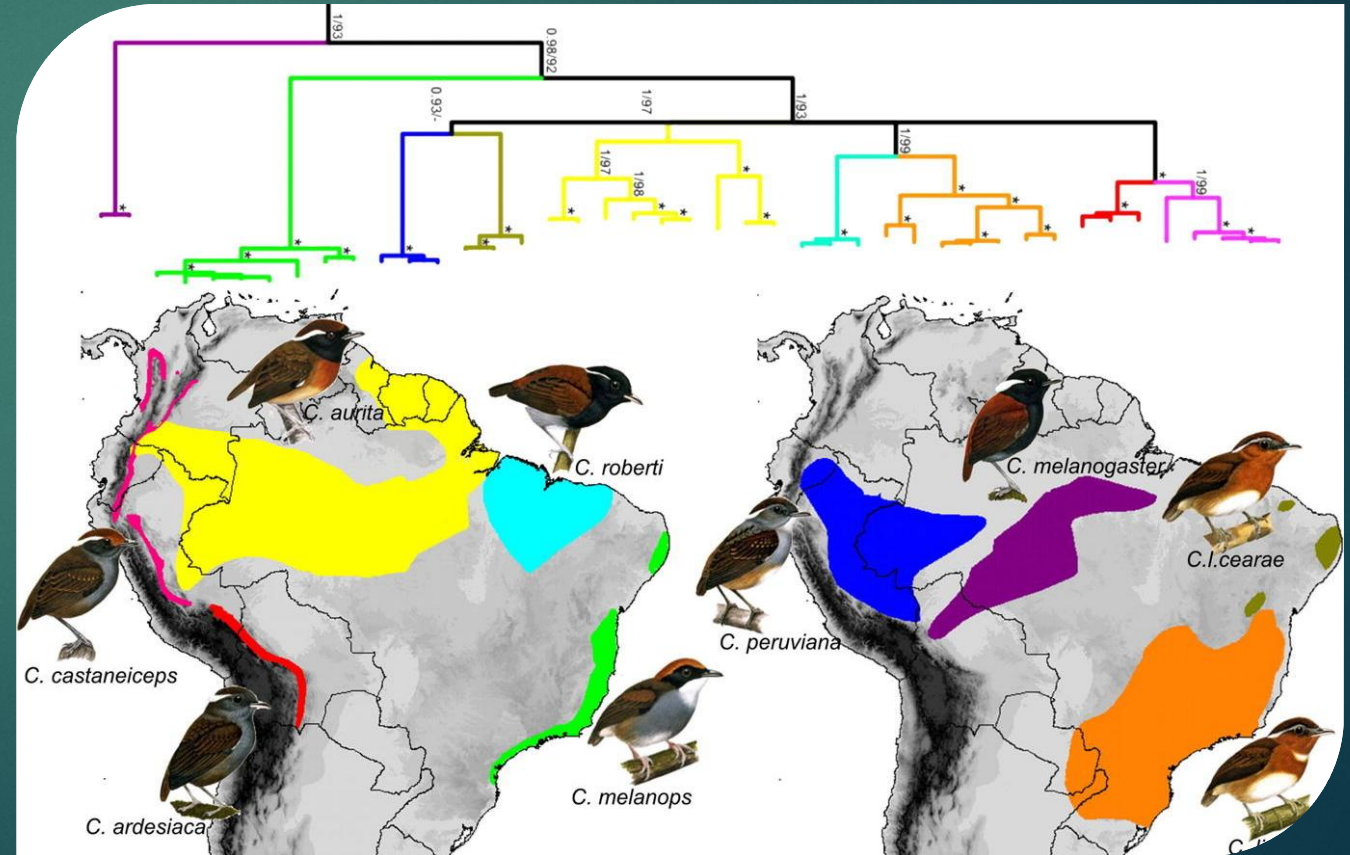 1/93
0.98/92
0.93/-
1/97
1/93
1/99
1/97
1/98
1/99
C. aurita
C. roberti
C. melanogaster
C.l.cearae
C. peruviana
C. castaneiceps
C. melanops
C. ardesiaca